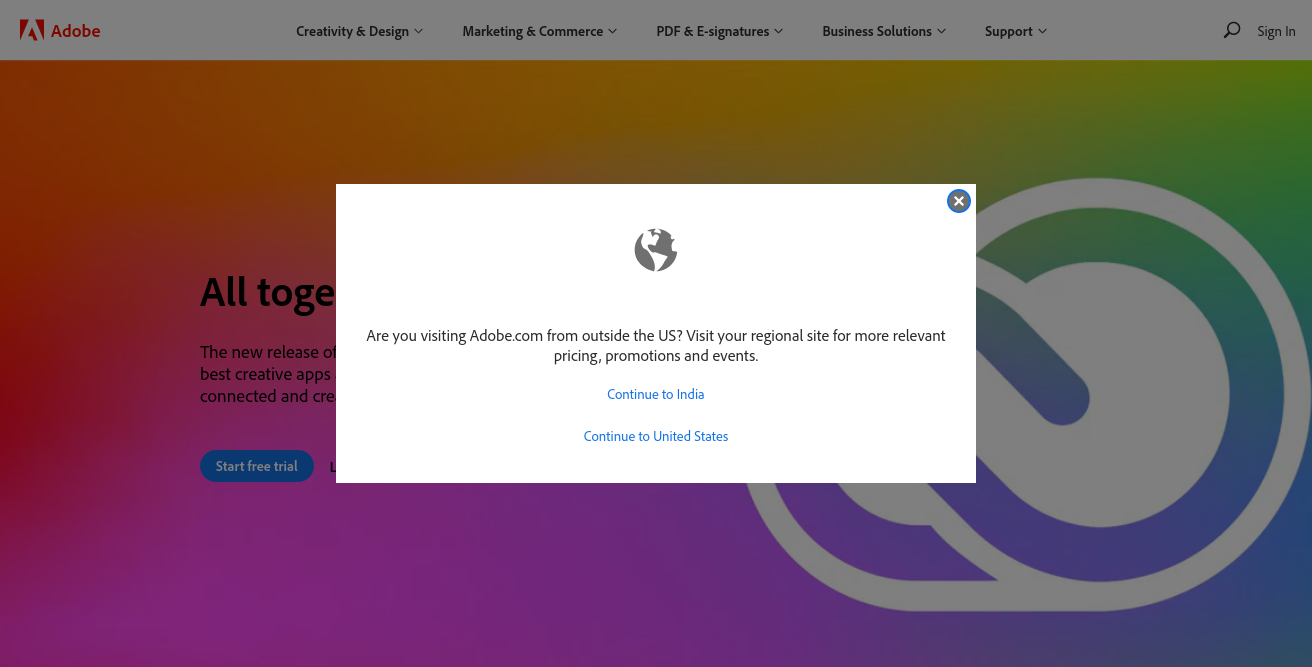 Adobe
Creativity & Design
Marketing & Commerce
PDF & E-signatures
Business Solutions
Support
Sign In
All toge
The new release of
best creative apps
connected and cre
Start free trial
Are you visiting Adobe.com from outside the US? Visit your regional site for more relevant
pricing, promotions and events.
Continue to India
Continue to United States